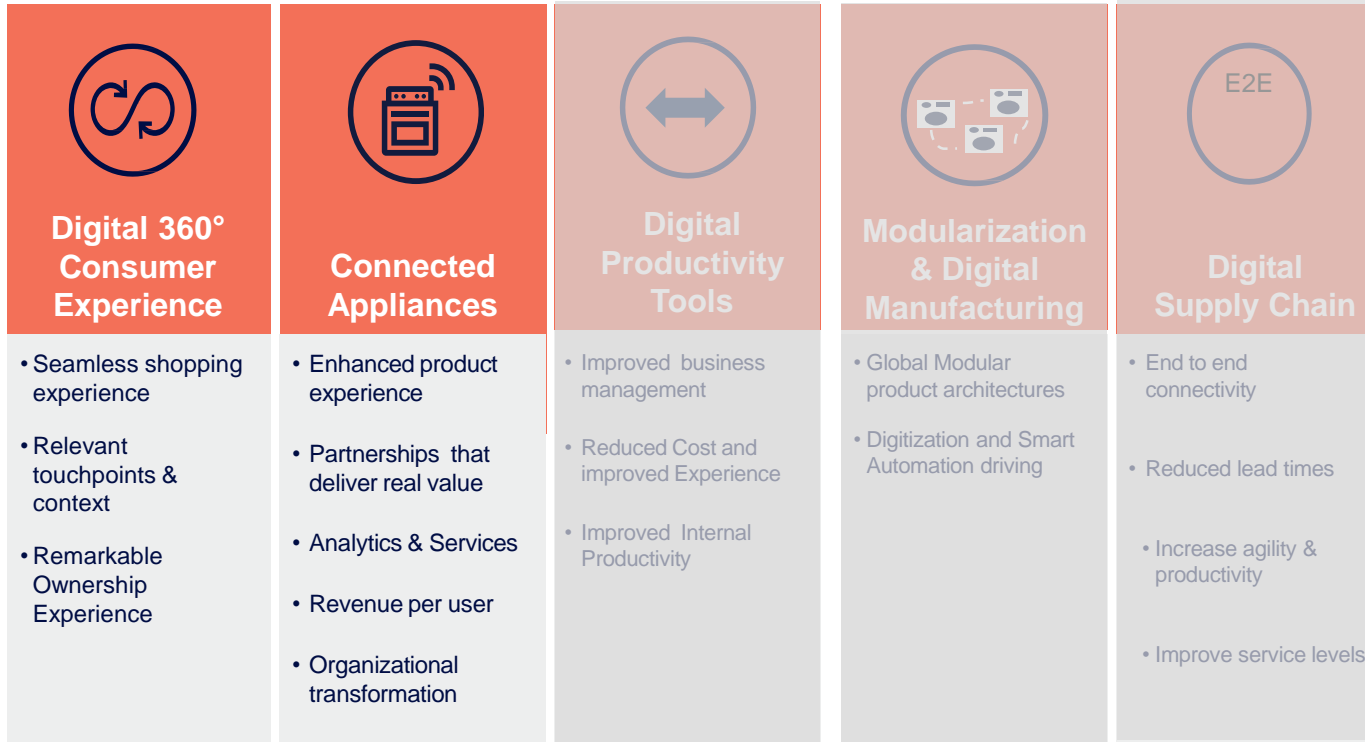 Digital 360°
Consumer
Experience
• Seamless shopping
experience
• Relevant
touchpoints &
context
• Remarkable
Ownership
Experience
Connected
Appliances
• Enhanced product
experience
• Partnerships that
deliver real value
• Analytics & Services
• Revenue per user
• Organizational
transformation
Digital
Productivity
Tools
• Improved business
management
• Reduced Cost and
improved Experience
• Improved Internal
Productivity
Modularization
& Digital
Manufacturing
• Global Modular
product architectures
• Digitization and Smart
Automation driving
E2E
Digital
Supply Chain
• End to end
connectivity
• Reduced lead times
• Increase agility &
productivity
• Improve service levels